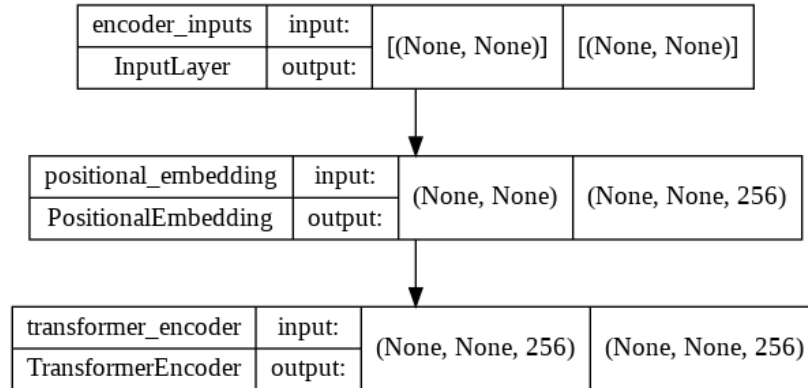 encoder_inputs input: [(None, None)] [(None, None)]
InputLayer output:
positional_embedding input: (None, None) (None, None, 256)
PositionalEmbedding output:
transformer_encoder input: (None, None, 256) (None, None, 256)
TransformerEncoder output: